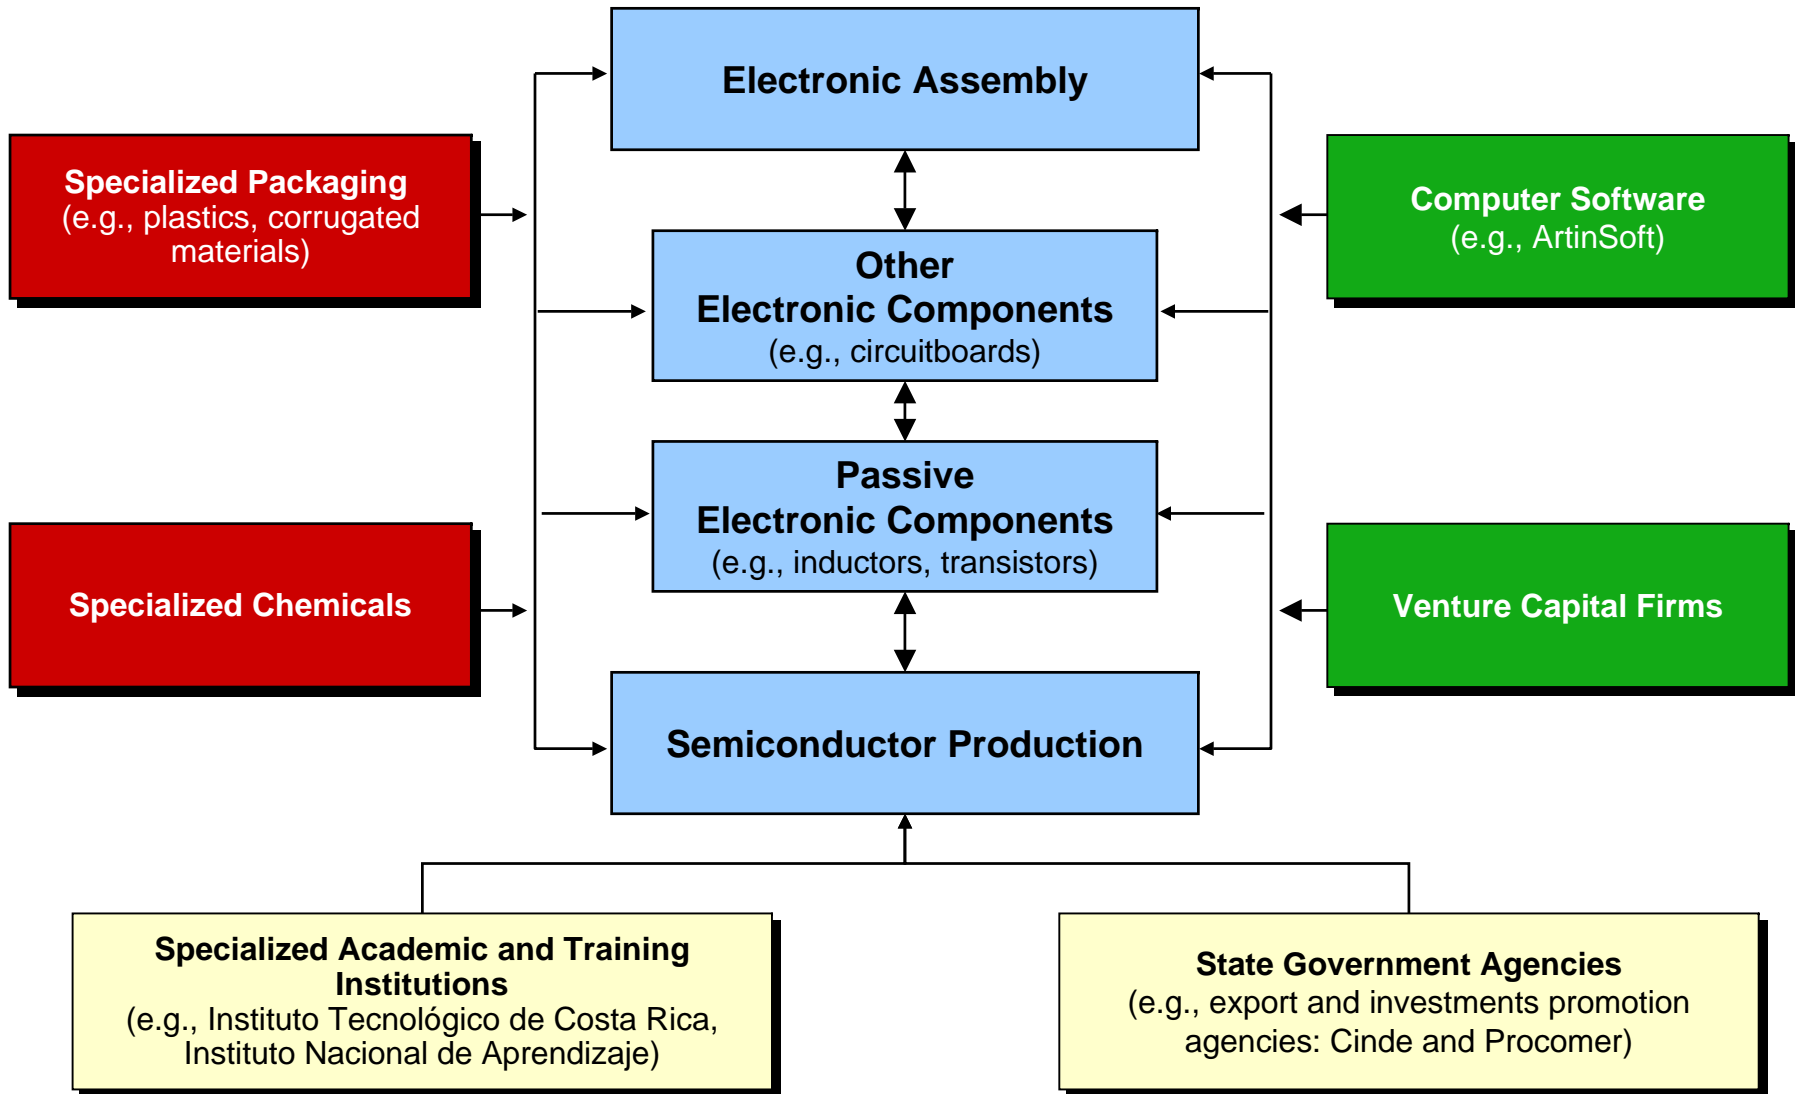 Electronic Assembly
Specialized Packaging
(e.g., plastics, corrugated
materials)
Computer Software
(e.g., ArtinSoft)
Other
Electronic Components
(e.g., circuitboards)
Passive
Electronic Components
(e.g., inductors, transistors)
Specialized Chemicals
Venture Capital Firms
Semiconductor Production
Specialized Academic and Training
Institutions
(e.g., Instituto Tecnológico de Costa Rica,
Instituto Nacional de Aprendizaje)
State Government Agencies
(e.g., export and investments promotion
agencies: Cinde and Procomer)